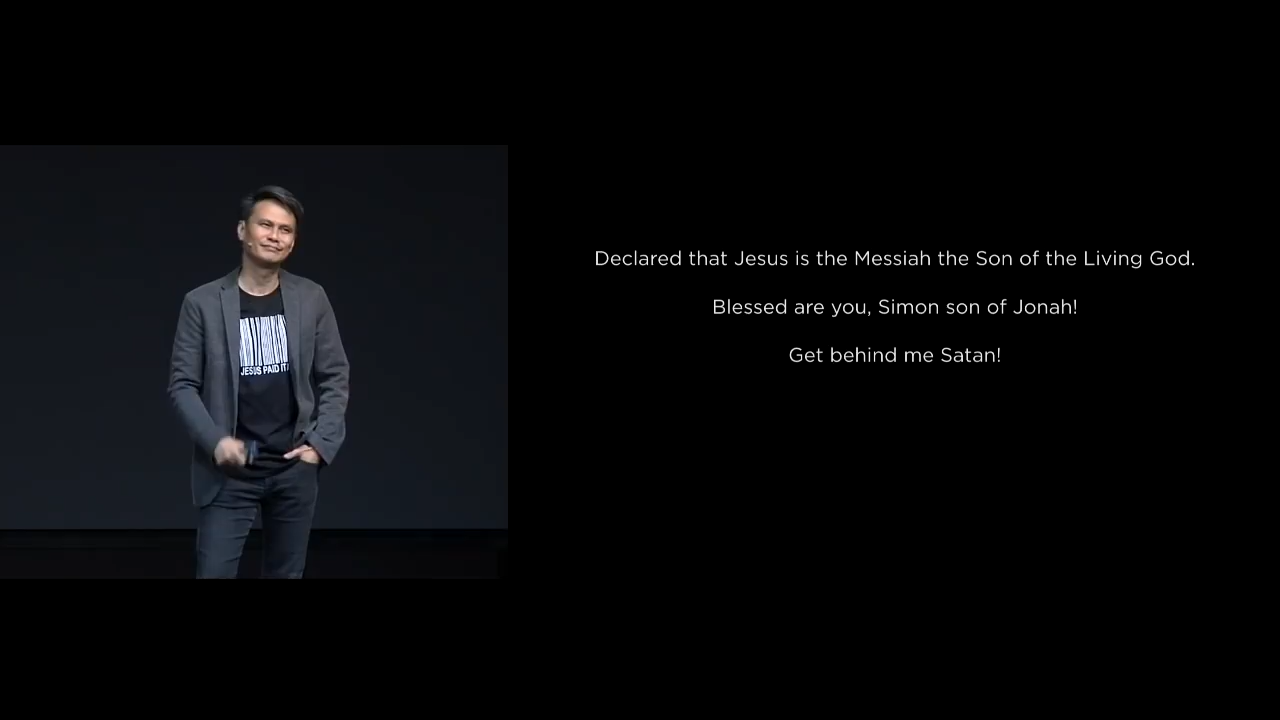 JESUS PAID IT
Declared that Jesus is the Messiah the Son of the Living God.
Blessed are you, Simon son of Jonah!
Get behind me Satan!